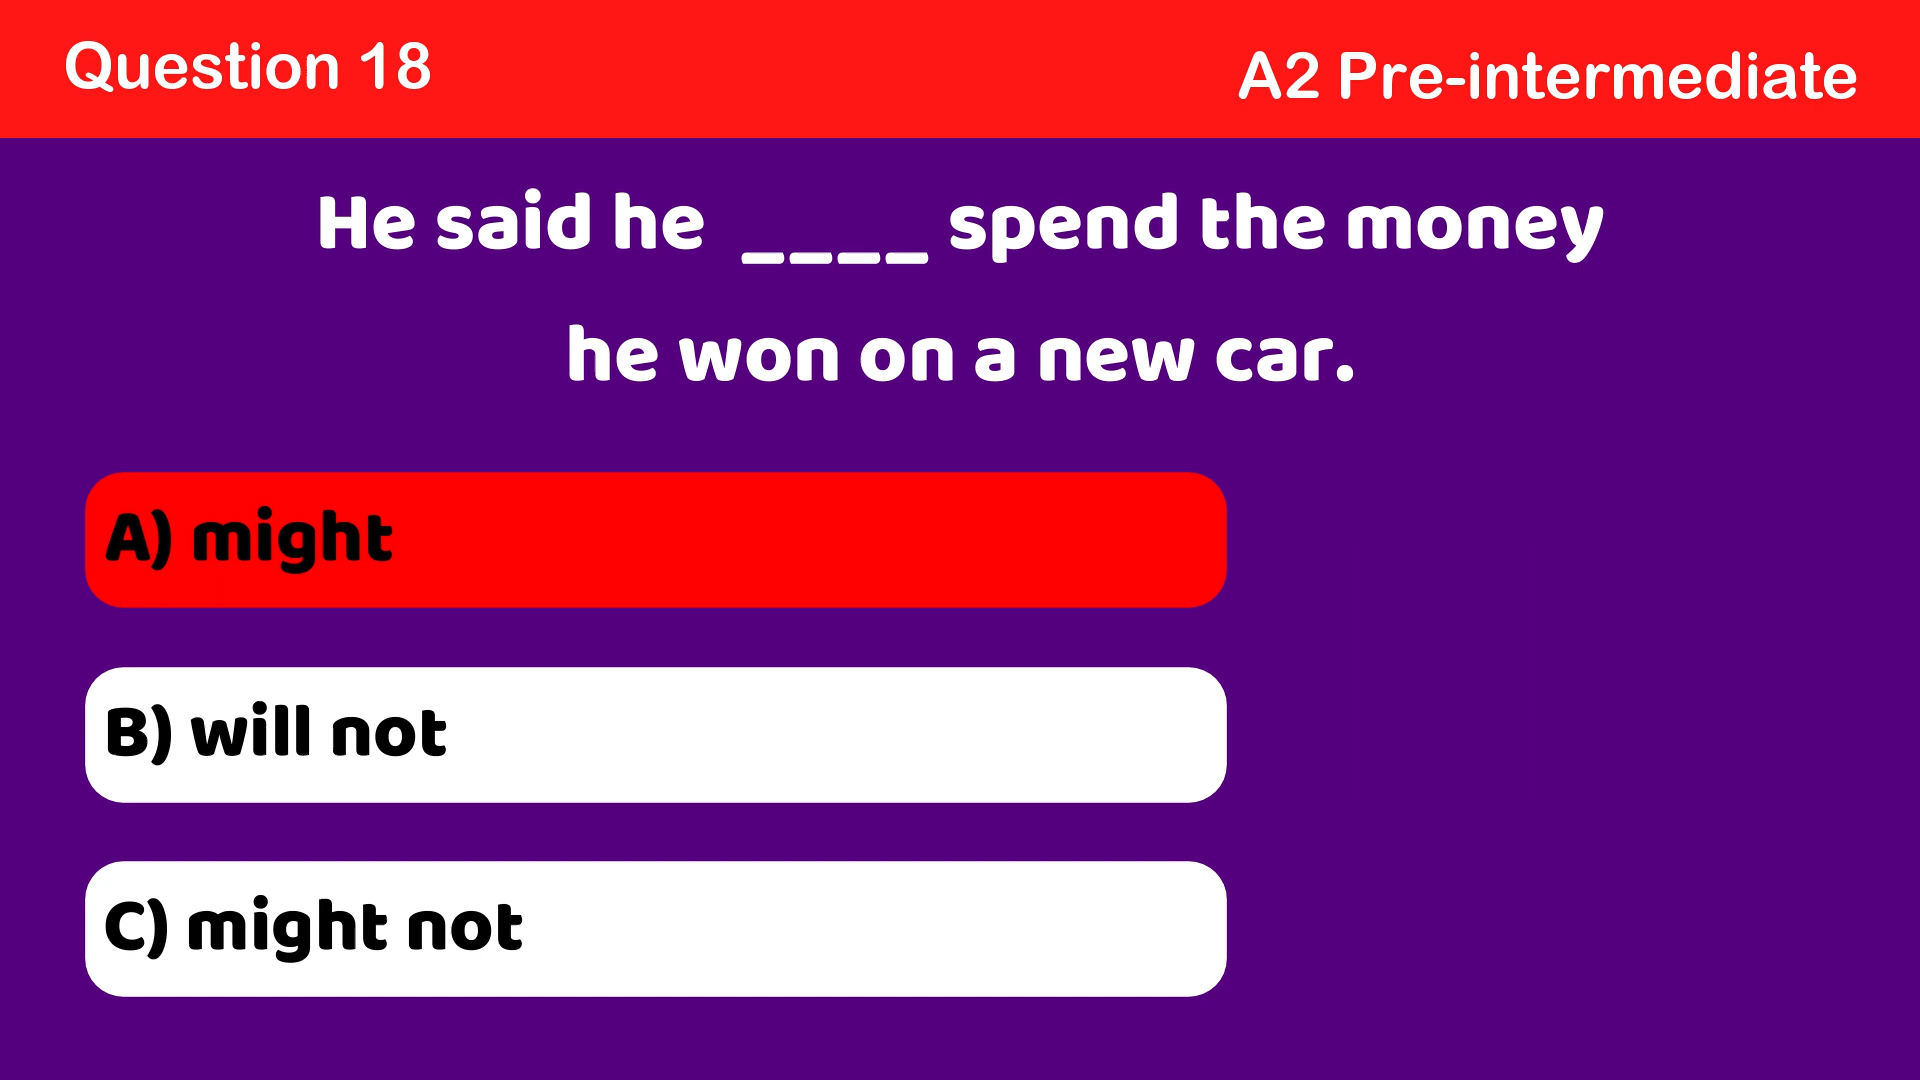 Question 18
A2 Pre-intermediate
He said he ____ spend the money
he won on a new car.
A) might
B) will not
C) might not